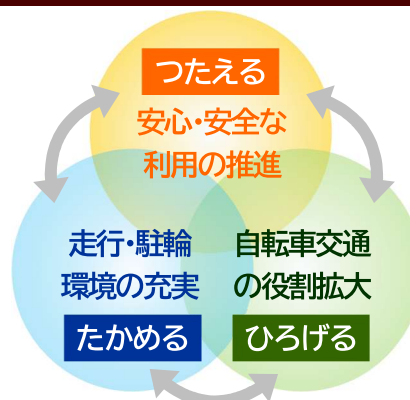 つたえる
安心・安全な
利用の推進
走行・駐輪
環境の充実
たかめる
自転車交通
の役割拡大
ひろげる